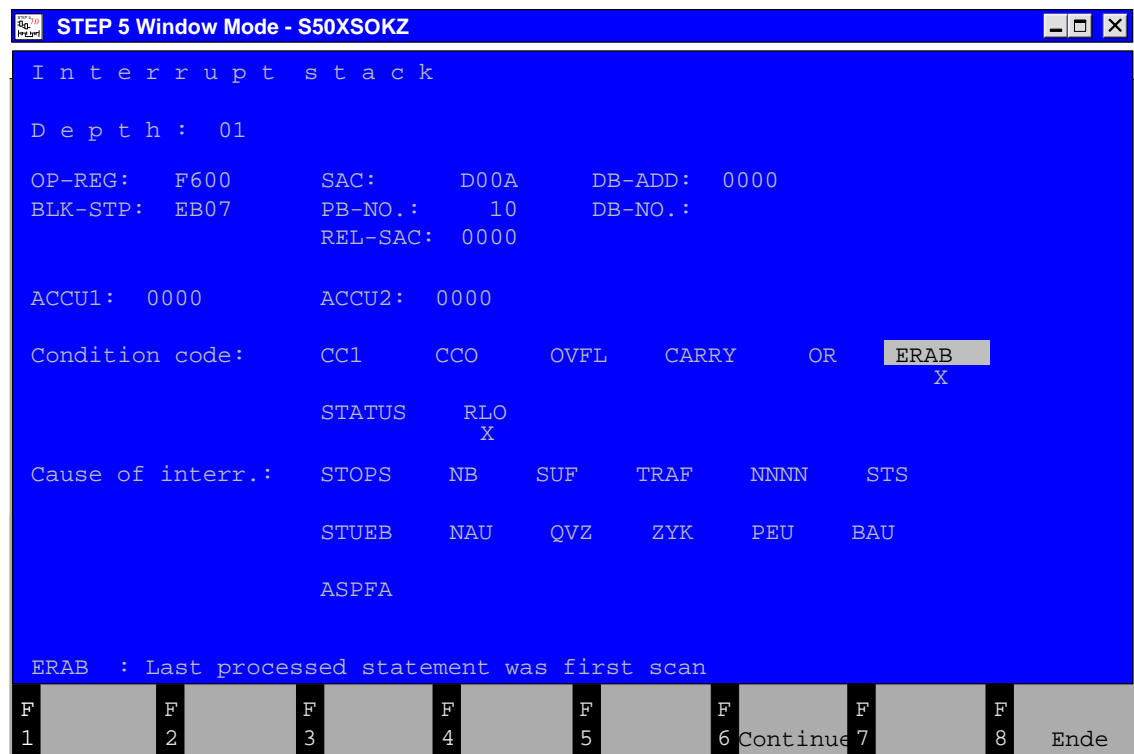 STEP 5 Window Mode - S50XSOKZ
I n t e r r u p t   s t a c k
D e p t h :   01
OP-REG: F600 SAC: D00A DB-ADD: 0000
BLK-STP: EB07 PB-NO.: 10 DB-NO.:
REL-SAC: 0000
ACCU1: 0000 ACCU2: 0000
Condition code: CC1 CCO OVFL CARRY OR ERAB
X
STATUS RLO
X
Cause of interr.: STOPS NB SUF TRAF NNNN STS
STUEB NAU QVZ ZYK PEU BAU
ASPFA
ERAB : Last processed statement was first scan
F F F F F F F F
1 2 3 4 5 6 Continue 7 8 Ende